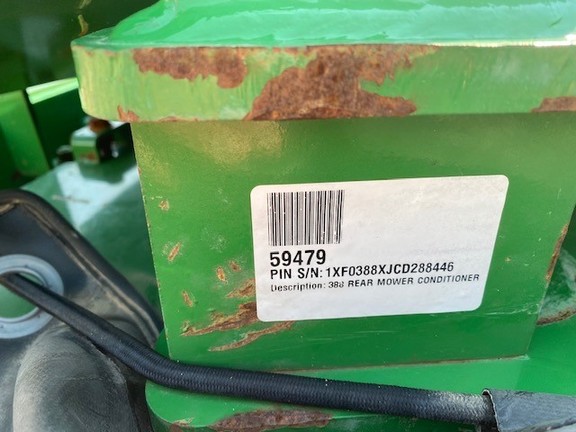 59479
PIN S/N: 1XF0388XJCD288446
Description: 388 REAR MOWER CONDITIONER